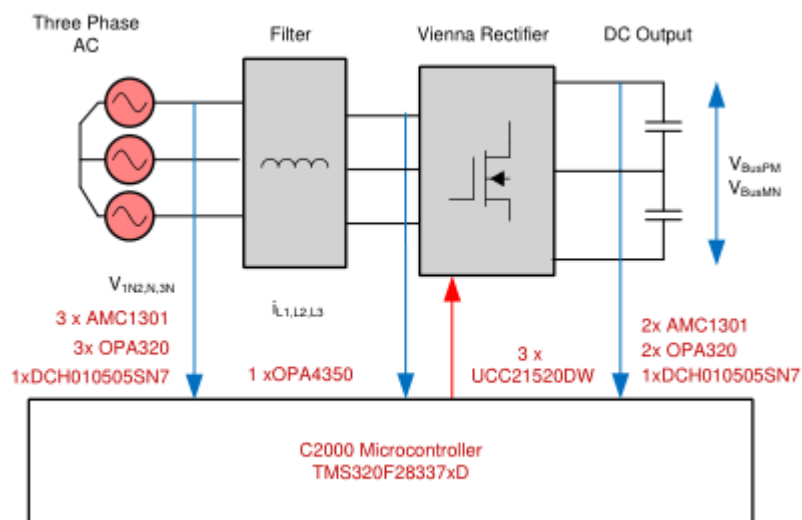 Three Phase
AC
Filter
Vienna Rectifier
DC Output
V_BusPM
V_BusMN
V_1N2,N,3N
i_L1,L2,L3
3 x AMC1301
3x OPA320
1xDCH010505SN7
1 xOPA4350
3 x
UCC21520DW
2x AMC1301
2x OPA320
1xDCH010505SN7
C2000 Microcontroller
TMS320F28337xD